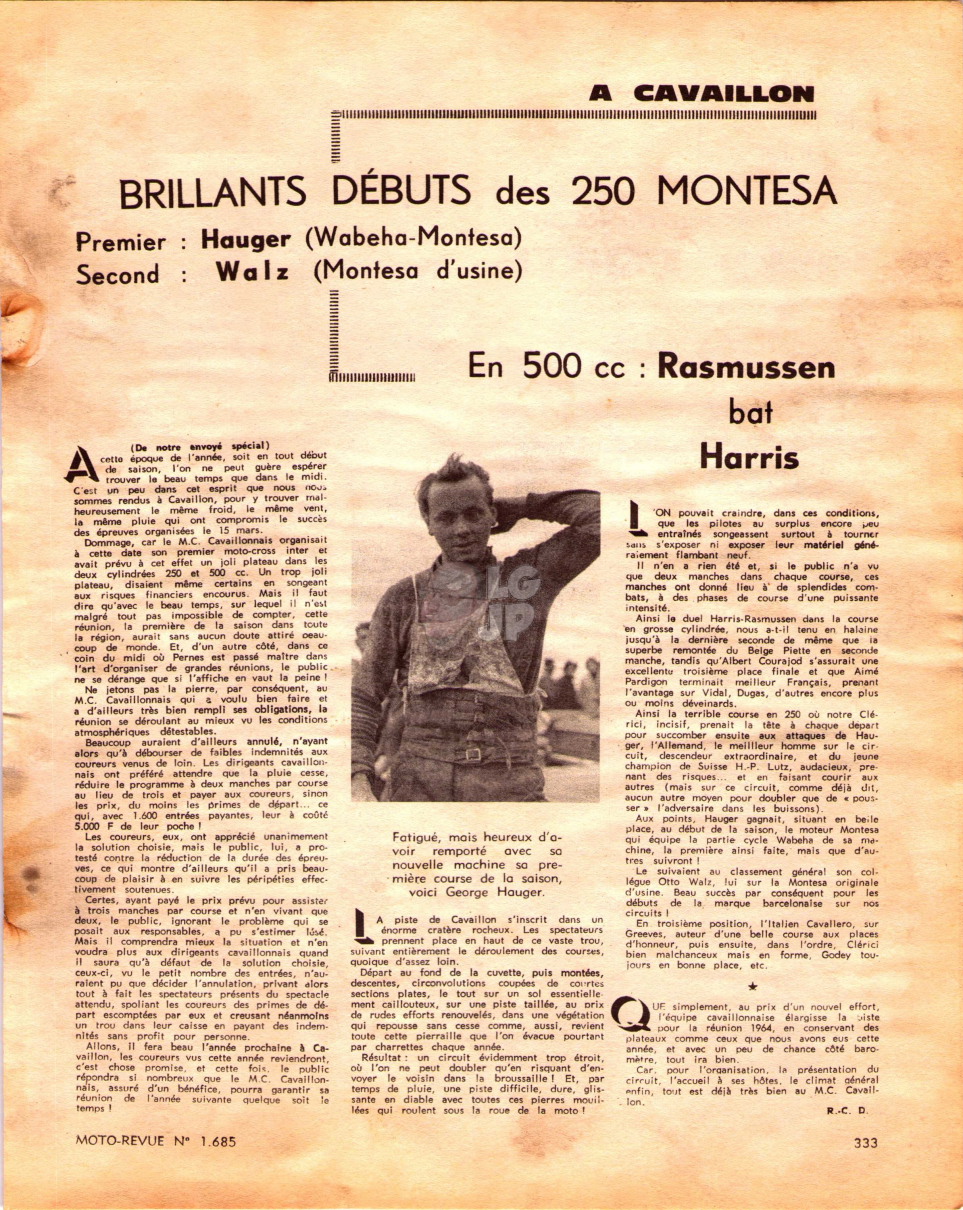 A CAVAILLON
BRILLANTS DÉBUTS des 250 MONTESA
Premier : Hauger (Wabeha-Montesa)
Second : Walz (Montesa d'usine)
En 500 cc : Rasmussen
bat
Harris
(De notre envoyé spécial)
A cette époque de l'année, soit en tout début
de saison, l'on ne peut guère espérer
trouver le beau temps que dans le midi.
C'est un peu dans cet esprit que nous nous
sommes rendus à Cavaillon, pour y trouver mal-
heureusement le même froid, le même vent,
la même pluie qui ont compromis le succès
des épreuves organisées le 15 mars.
Dommage, car le M.C. Cavaillonnais organisait
à cette date son premier moto-cross inter et
avait prévu à cet effet un joli plateau dans les
deux cylindrées 250 et 500 cc. Un trop joli
plateau, disaient même certains en songeant
aux risques financiers encourus. Mais il faut
dire qu'avec le beau temps, sur lequel il n'est
malgré tout pas impossible de compter, cette
réunion, la première de la saison dans toute
la région, aurait sans aucun doute attiré beau-
coup de monde. Et, d'un autre côté, dans ce
coin du midi où Pernes est passé maître dans
l'art d'organiser de grandes réunions, le public
ne se dérange que si l'affiche en vaut la peine !
Ne jetons pas la pierre, par conséquent, au
M.C. Cavaillonnais qui a voulu bien faire et
a d'ailleurs très bien rempli ses obligations, la
réunion se déroulant au mieux vu les conditions
atmosphériques détestables.
Beaucoup auraient d'ailleurs annulé, n'ayant
alors qu'à débourser de faibles indemnités aux
coureurs venus de loin. Les dirigeants cavaillon-
nais ont préféré attendre que la pluie cesse,
réduire le programme à deux manches par course
au lieu de trois et payer aux coureurs, sinon
les prix, du moins les primes de départ... ce
qui, avec 1.600 entrées payantes, leur à coûté
5.000 F de leur poche !
Les coureurs, eux, ont apprécié unanimement
la solution choisie, mais le public, lui, a pro-
testé contre la réduction de la durée des épreu-
ves, ce qui montre d'ailleurs qu'il a pris beau-
coup de plaisir à en suivre les péripéties effec-
tivement soutenues.
Certes, ayant payé le prix prévu pour assister
à trois manches par course et n'en vivant que
deux, le public, ignorant le problème qui se
posait aux responsables, a pu s'estimer lésé.
Mais il comprendra mieux la situation et n'en
voudra plus aux dirigeants cavaillonnais quand
il saura qu'à défaut de la solution choisie,
ceux-ci, vu le petit nombre des entrées, n'au-
raient pu que décider l'annulation, privant alors
tout à fait les spectateurs présents du spectacle
attendu, spoliant les coureurs des primes de dé-
part escomptées par eux et creusant néanmoins
un trou dans leur caisse en payant des indem-
nités sans profit pour personne.
Allons, il fera beau l'année prochaine à Ca-
vaillon, les coureurs vus cette année reviendront,
c'est chose promise, et cette fois, le public
répondra si nombreux que le M.C. Cavaillon-
nais, assuré d'un bénéfice, pourra garantir sa
réunion de l'année suivante quelque soit le
temps !
Fatigué, mais heureux d'a-
voir remporté avec sa
nouvelle machine sa pre-
mière course de la saison,
voici George Hauger.
LA piste de Cavaillon s'inscrit dans un
énorme cratère rocheux. Les spectateurs
prennent place en haut de ce vaste trou,
suivant entièrement le déroulement des courses,
quoique d'assez loin.
Départ au fond de la cuvette, puis montées,
descentes, circonvolutions coupées de courtes
sections plates, le tout sur un sol essentielle-
ment caillouteux, sur une piste taillée, au prix
de rudes efforts renouvelés, dans une végétation
qui repousse sans cesse comme, aussi, revient
toute cette pierraille que l'on évacue pourtant
par charrettes chaque année.
Résultat : un circuit évidemment trop étroit,
où l'on ne peut doubler qu'en risquant d'en-
voyer le voisin dans la broussaille ! Et, par
temps de pluie, une piste difficile, dure, glis-
sante en diable avec toutes ces pierres mouil-
lées qui roulent sous la roue de la moto !
L'ON pouvait craindre, dans ces conditions,
que les pilotes au surplus encore peu
entraînés songeassent surtout à tourner
sans s'exposer ni exposer leur matériel géné-
ralement flambant neuf.
Il n'en a rien été et, si le public n'a vu
que deux manches dans chaque course, ces
manches ont donné lieu à de splendides com-
bats, à des phases de course d'une puissante
intensité.
Ainsi le duel Harris-Rasmussen dans la course
en grosse cylindrée, nous a-t-il tenu en haleine
jusqu'à la dernière seconde de même que la
superbe remontée du Belge Piette en seconde
manche, tandis qu'Albert Courajod s'assurait une
excellente troisième place finale et que Aimé
Pardigon terminait meilleur Français, prenant
l'avantage sur Vidal, Dugas, d'autres encore plus
ou moins déveinards.
Ainsi la terrible course en 250 où notre Clé-
rici, incisif, prenait la tête à chaque départ
pour succomber ensuite aux attaques de Hau-
ger, l'Allemand, le meillleur homme sur le cir-
cuit, descendeur extraordinaire, et du jeune
champion de Suisse H.-P. Lutz, audacieux, pre-
nant des risques... et en faisant courir aux
autres (mais sur ce circuit, comme déjà dit,
aucun autre moyen pour doubler que de « pous-
ser » l'adversaire dans les buissons).
Aux points, Hauger gagnait, situant en belle
place, au début de la saison, le moteur Montesa
qui équipe la partie cycle Wabeha de sa ma-
chine, la première ainsi faite, mais que d'au-
tres suivront !
Le suivaient au classement général son col-
lègue Otto Walz, lui sur la Montesa originale
d'usine. Beau succès par conséquent pour les
débuts de la marque barcelonaise sur nos
circuits !
En troisième position, l'Italien Cavallero, sur
Greeves, auteur d'une belle course aux places
d'honneur, puis ensuite, dans l'ordre, Clérici
bien malchanceux mais en forme, Godey tou-
jours en bonne place, etc.
★
QUE simplement, au prix d'un nouvel effort,
l'équipe cavaillonnaise élargisse la piste
pour la réunion 1964, en conservant des
plateaux comme ceux que nous avons eus cette
année, et avec un peu de chance côté baro-
mètre, tout ira bien.
Car, pour l'organisation, la présentation du
circuit, l'accueil à ses hôtes, le climat général
enfin, tout est déjà très bien au M.C. Cavail-
lon.
R.-C. D.
MOTO-REVUE N° 1.685
333